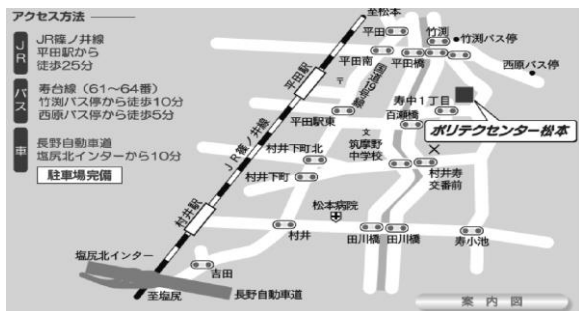 アクセス方法
JR
JR篠ノ井線
平田駅から
徒歩25分
バス
寿台線（61～64番）
竹渕バス停から徒歩10分
西原バス停から徒歩5分
車
長野自動車道
塩尻北インターから10分
駐車場完備
至松本
平田
竹渕
竹渕バス停
平田南
平田橋
西原バス停
平田駅
〒
寿中1丁目
平田駅東
百瀬橋
ポリテクセンター松本
JR篠ノ井線
文
筑摩野
中学校
村井町北
村井下町
村井寿
交番前
村井駅
松本病院
村井
田川橋
田川橋
寿小池
塩尻北インター
吉田
至塩尻
長野自動車道
案内図